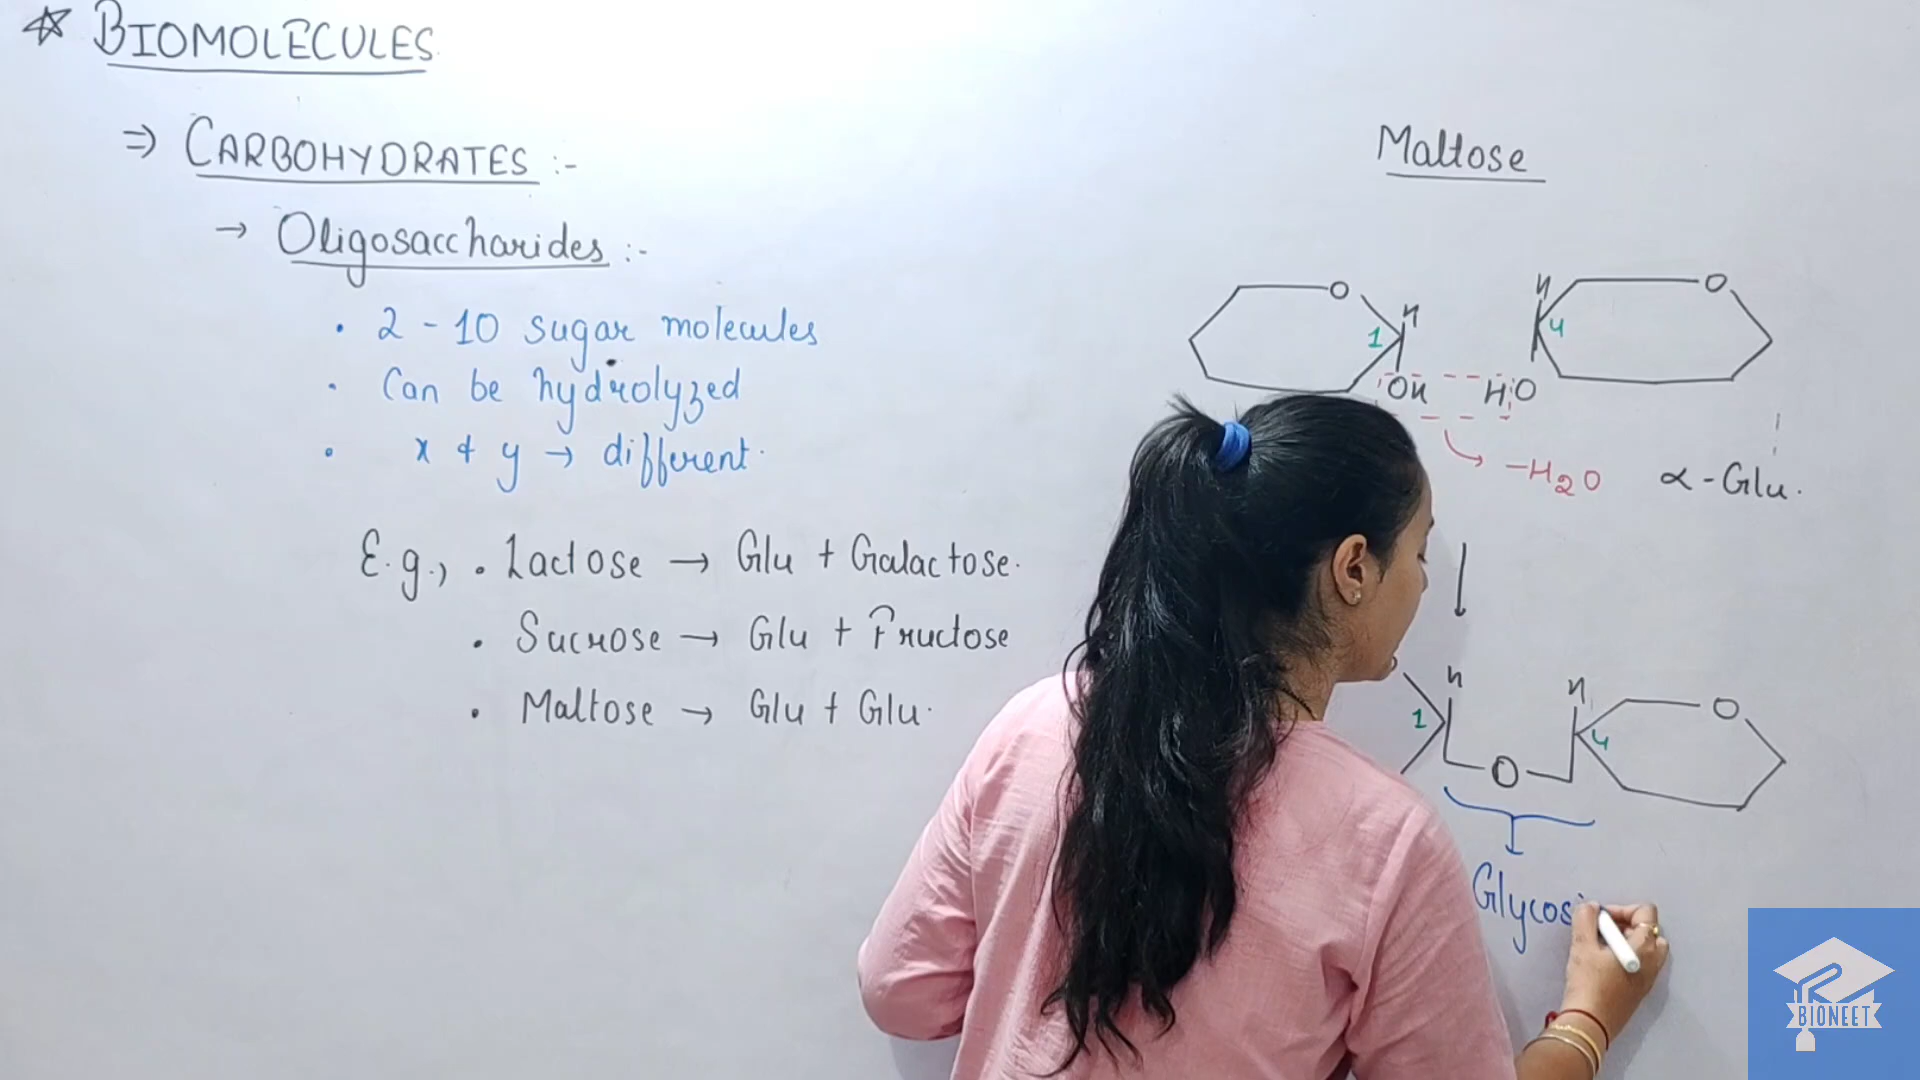 ☆ BIOMOLECULES
⇒ CARBOHYDRATES :-
→ Oligosaccharides :-
• 2 - 10 sugar molecules
• Can be hydrolyzed
• x & y → different.
E.g., • Lactose → Glu + Galactose.
• Sucrose → Glu + Fructose
• Maltose → Glu + Glu.
Maltose
O H H O
1 4
OH HO
-H2O α-Glu.
H H O
1 4
O
Glycosi
BIONEET